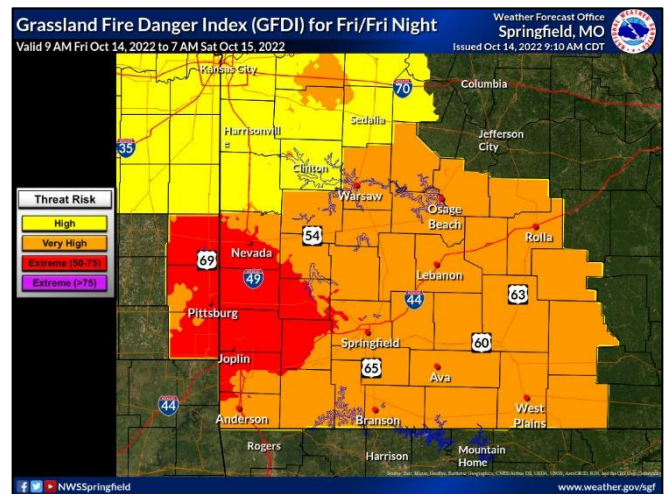 Grassland Fire Danger Index (GFDI) for Fri/Fri Night
Valid 9 AM Fri Oct 14, 2022 to 7 AM Sat Oct 15, 2022
Weather Forecast Office
Springfield, MO
Issued Oct 14, 2022 9:10 AM CDT
Kansas City
70
Columbia
Sedalia
Harrisonvill
e
Jefferson
City
35
Clinton
Warsaw
Osage
Beach
Threat Risk
High
Very High
Extreme (50-75)
Extreme (>75)
54
Rolla
69
Nevada
Lebanon
49
44
63
Pittsburg
Springfield
60
Joplin
65
Ava
44
Anderson
Branson
West
Plains
Rogers
Harrison
Mountain
Home
NWSSpringfield
www.weather.gov/sgf